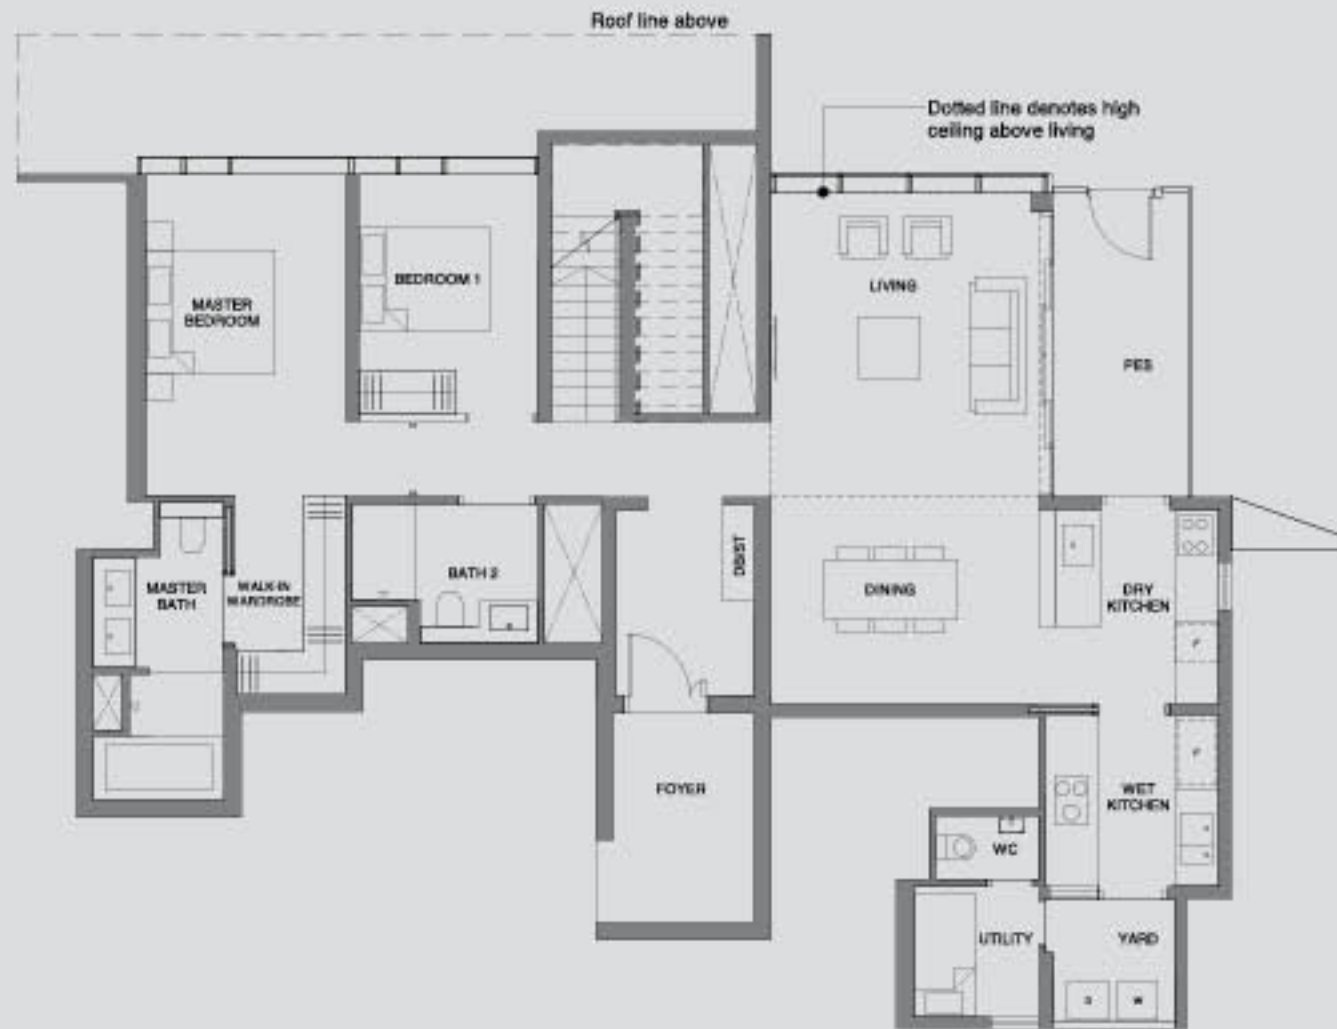 Roof line above
Dotted line denotes high
ceiling above living
MASTER
BEDROOM
BEDROOM 1
LIVING
PES
MASTER
BATH
WALK-IN
WARDROBE
BATH 2
DB/ST
DINING
DRY
KITCHEN
F
FOYER
F
WET
KITCHEN
WC
UTILITY
YARD
D
W